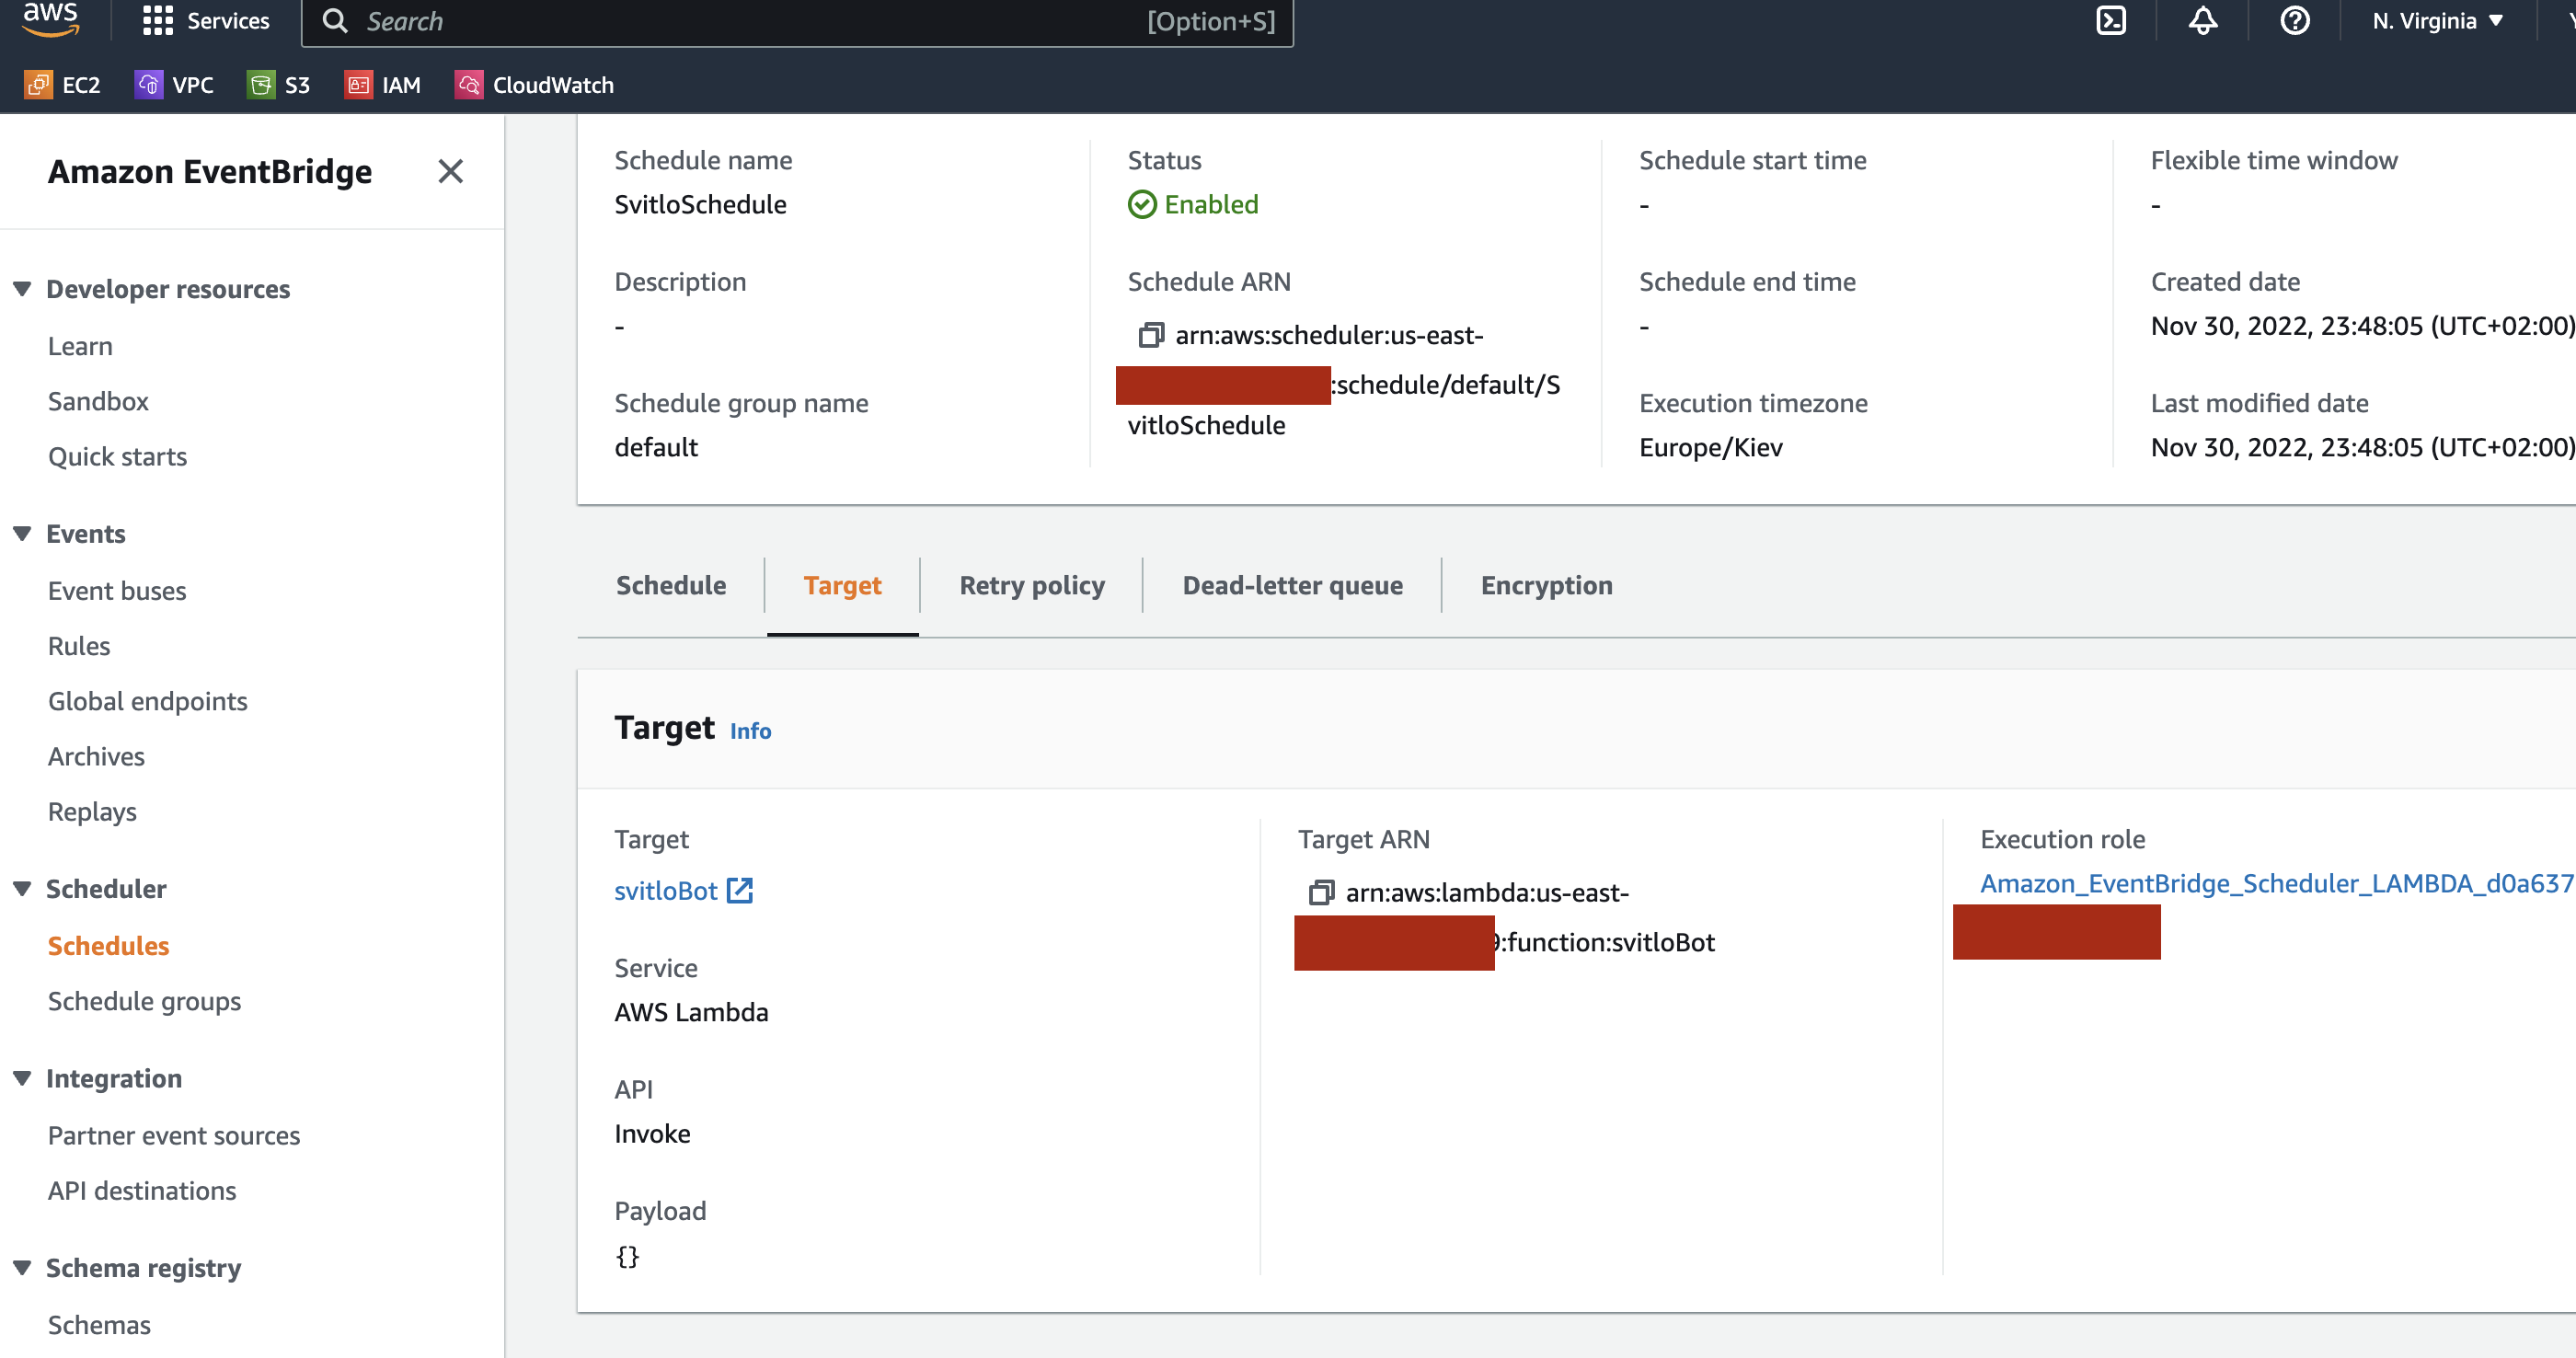 aws
Services
Search
[Option+S]
N. Virginia
EC2
VPC
S3
IAM
CloudWatch
Amazon EventBridge
Developer resources
Learn
Sandbox
Quick starts
Events
Event buses
Rules
Global endpoints
Archives
Replays
Scheduler
Schedules
Schedule groups
Integration
Partner event sources
API destinations
Schema registry
Schemas
Schedule name
SvitloSchedule
Description
-
Schedule group name
default
Status
Enabled
Schedule ARN
arn:aws:scheduler:us-east-
:schedule/default/S
vitloSchedule
Schedule start time
-
Schedule end time
-
Execution timezone
Europe/Kiev
Flexible time window
-
Created date
Nov 30, 2022, 23:48:05 (UTC+02:00)
Last modified date
Nov 30, 2022, 23:48:05 (UTC+02:00)
Schedule
Target
Retry policy
Dead-letter queue
Encryption
Target Info
Target
svitloBot
Service
AWS Lambda
API
Invoke
Payload
{}
Target ARN
arn:aws:lambda:us-east-
:function:svitloBot
Execution role
Amazon_EventBridge_Scheduler_LAMBDA_d0a637